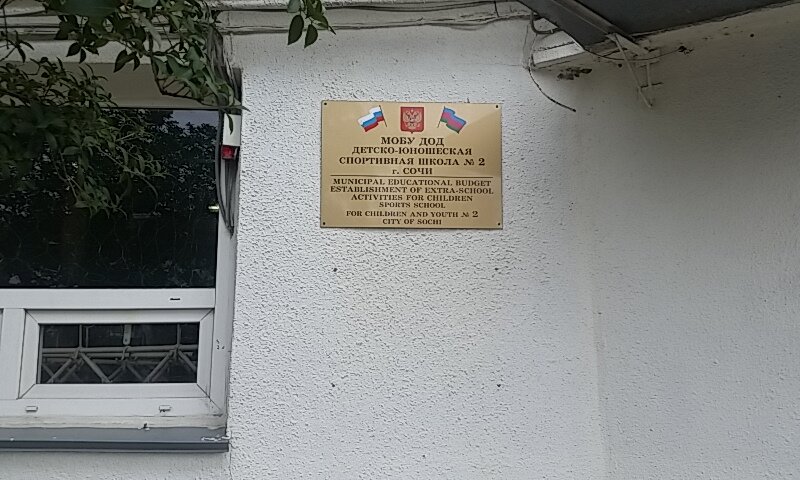 МОБУ ДОД
ДЕТСКО-ЮНОШЕСКАЯ
СПОРТИВНАЯ ШКОЛА № 2
г. СОЧИ
MUNICIPAL EDUCATIONAL BUDGET
ESTABLISHMENT OF EXTRA-SCHOOL
ACTIVITIES FOR CHILDREN
SPORTS SCHOOL
FOR CHILDREN AND YOUTH № 2
CITY OF SOCHI